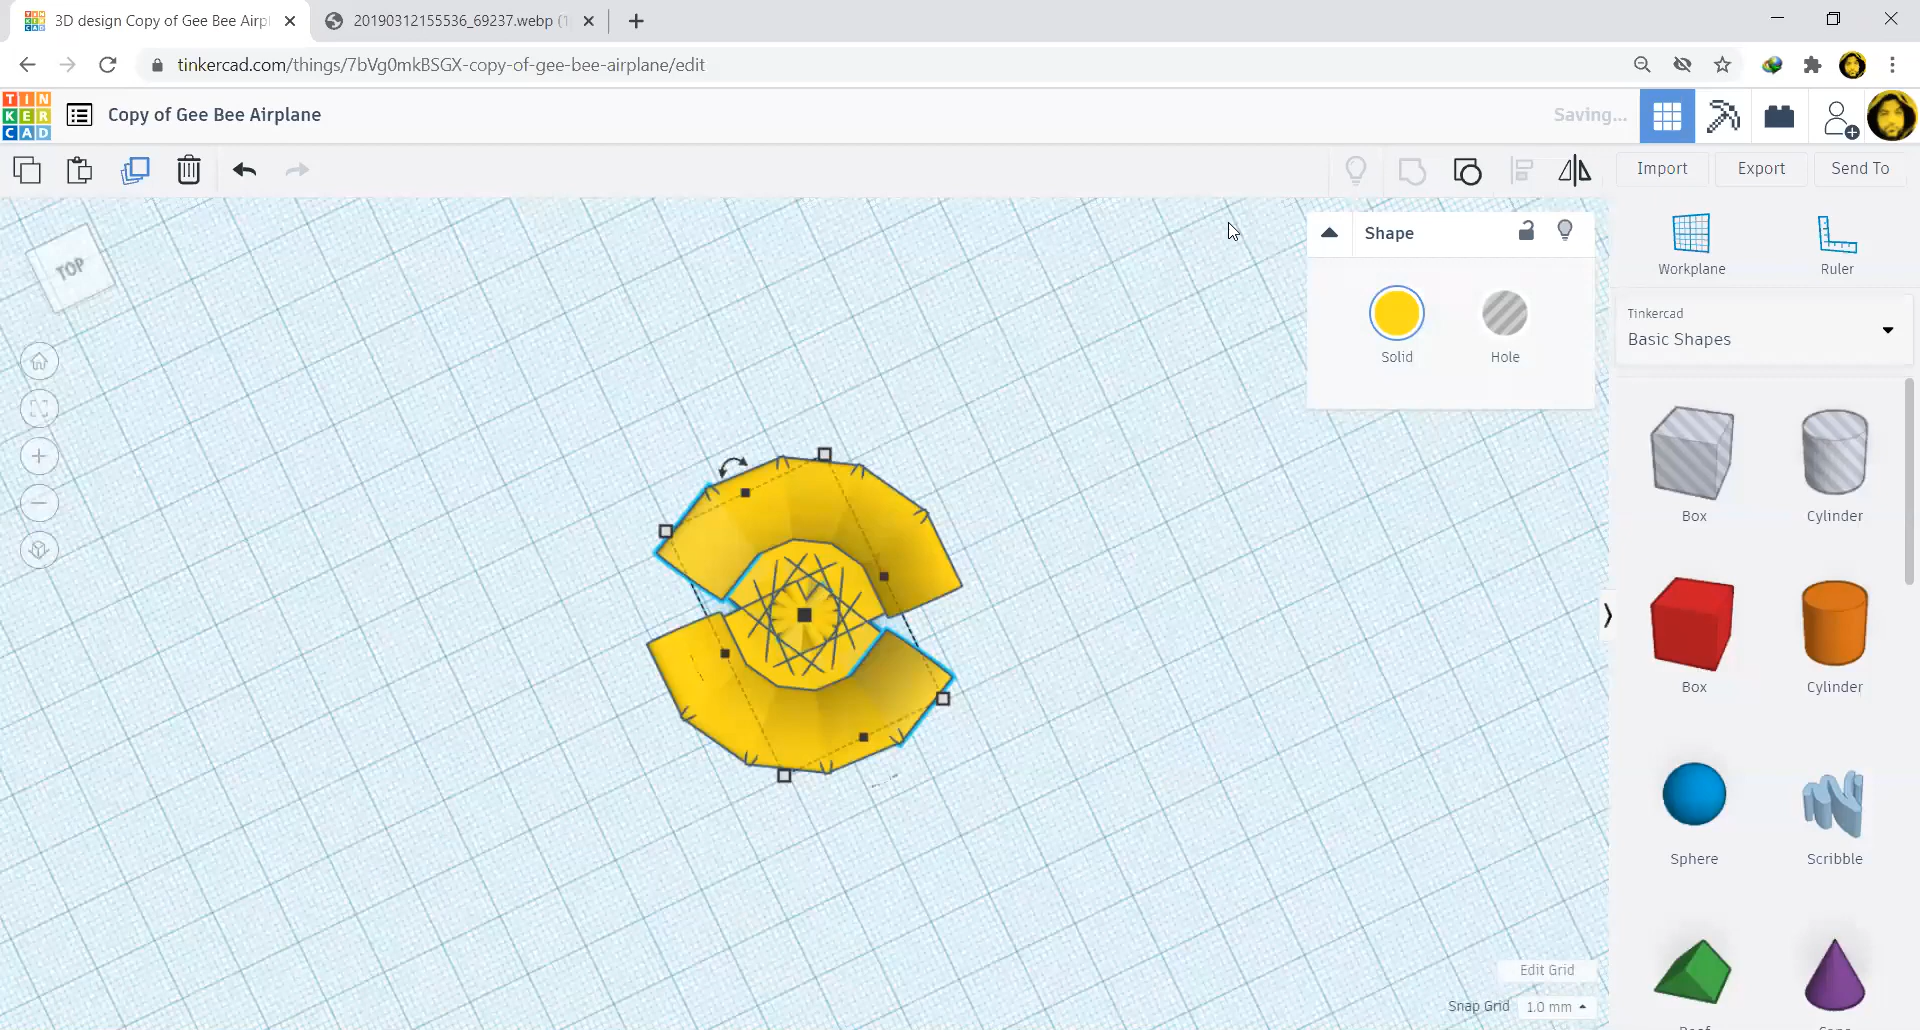 3D design Copy of Gee Bee Airpl
20190312155536_69237.webp (1
tinkercad.com/things/7bVg0mkBSGX-copy-of-gee-bee-airplane/edit
TIN
KER
CAD
Copy of Gee Bee Airplane
Saving...
Import
Export
Send To
TOP
Shape
Solid
Hole
Workplane
Ruler
Tinkercad
Basic Shapes
Box
Cylinder
Box
Cylinder
Sphere
Scribble
Edit Grid
Snap Grid
1.0 mm